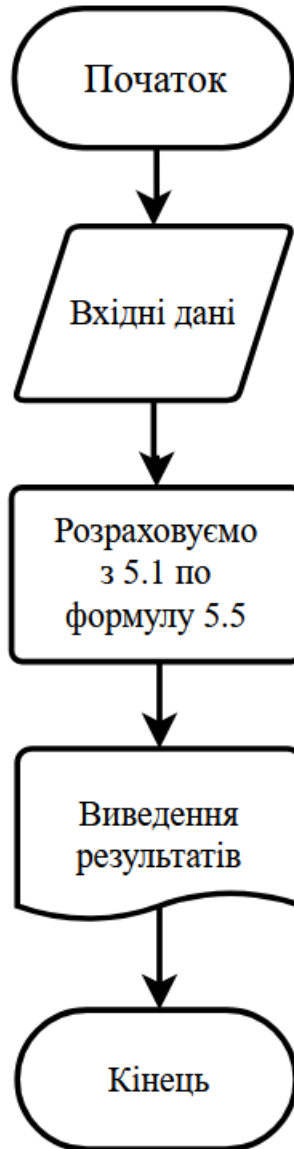 Початок
Вхідні дані
Розраховуємо
з 5.1 по
формулу 5.5
Виведення
результатів
Кінець